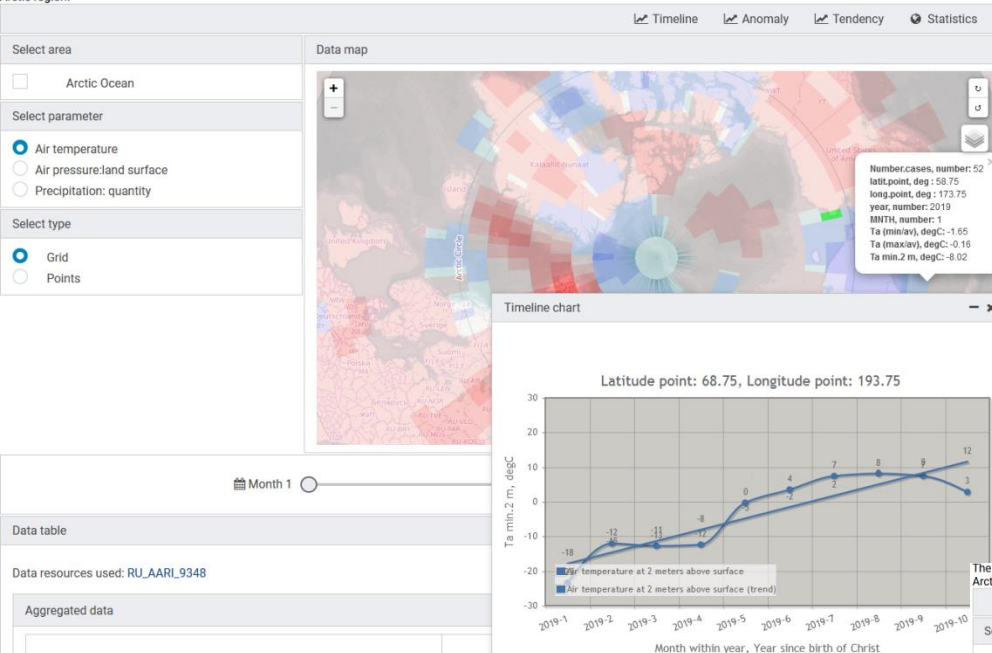 Timeline Anomaly Tendency Statistics
Select area
Arctic Ocean
Select parameter
Air temperature
Air pressure:land surface
Precipitation: quantity
Select type
Grid
Points
Data map
+
−
Kalaallit Nunaat
United States
Arctic Circle
Sverige
Suomi
Polska
Number.cases, number: 52
latit.point, deg : 58.75
long.point, deg : 173.75
year, number: 2019
MNTH, number: 1
Ta (min/av), degC: -1.65
Ta (max/av), degC: -0.16
Ta min.2 m, degC: -8.02
Month 1
Data table
Data resources used: RU_AARI_9348
Aggregated data
Timeline chart
Latitude point: 68.75, Longitude point: 193.75
Ta min.2 m, degC
30
20
10
0
-10
-20
-30
-18
-12
-11
-8
-12
0
-5
4
-2
7
2
8
12
3
Air temperature at 2 meters above surface
Air temperature at 2 meters above surface (trend)
2019-1 2019-2 2019-3 2019-4 2019-5 2019-6 2019-7 2019-8 2019-9 2019-10
Month within year, Year since birth of Christ
The
Arct